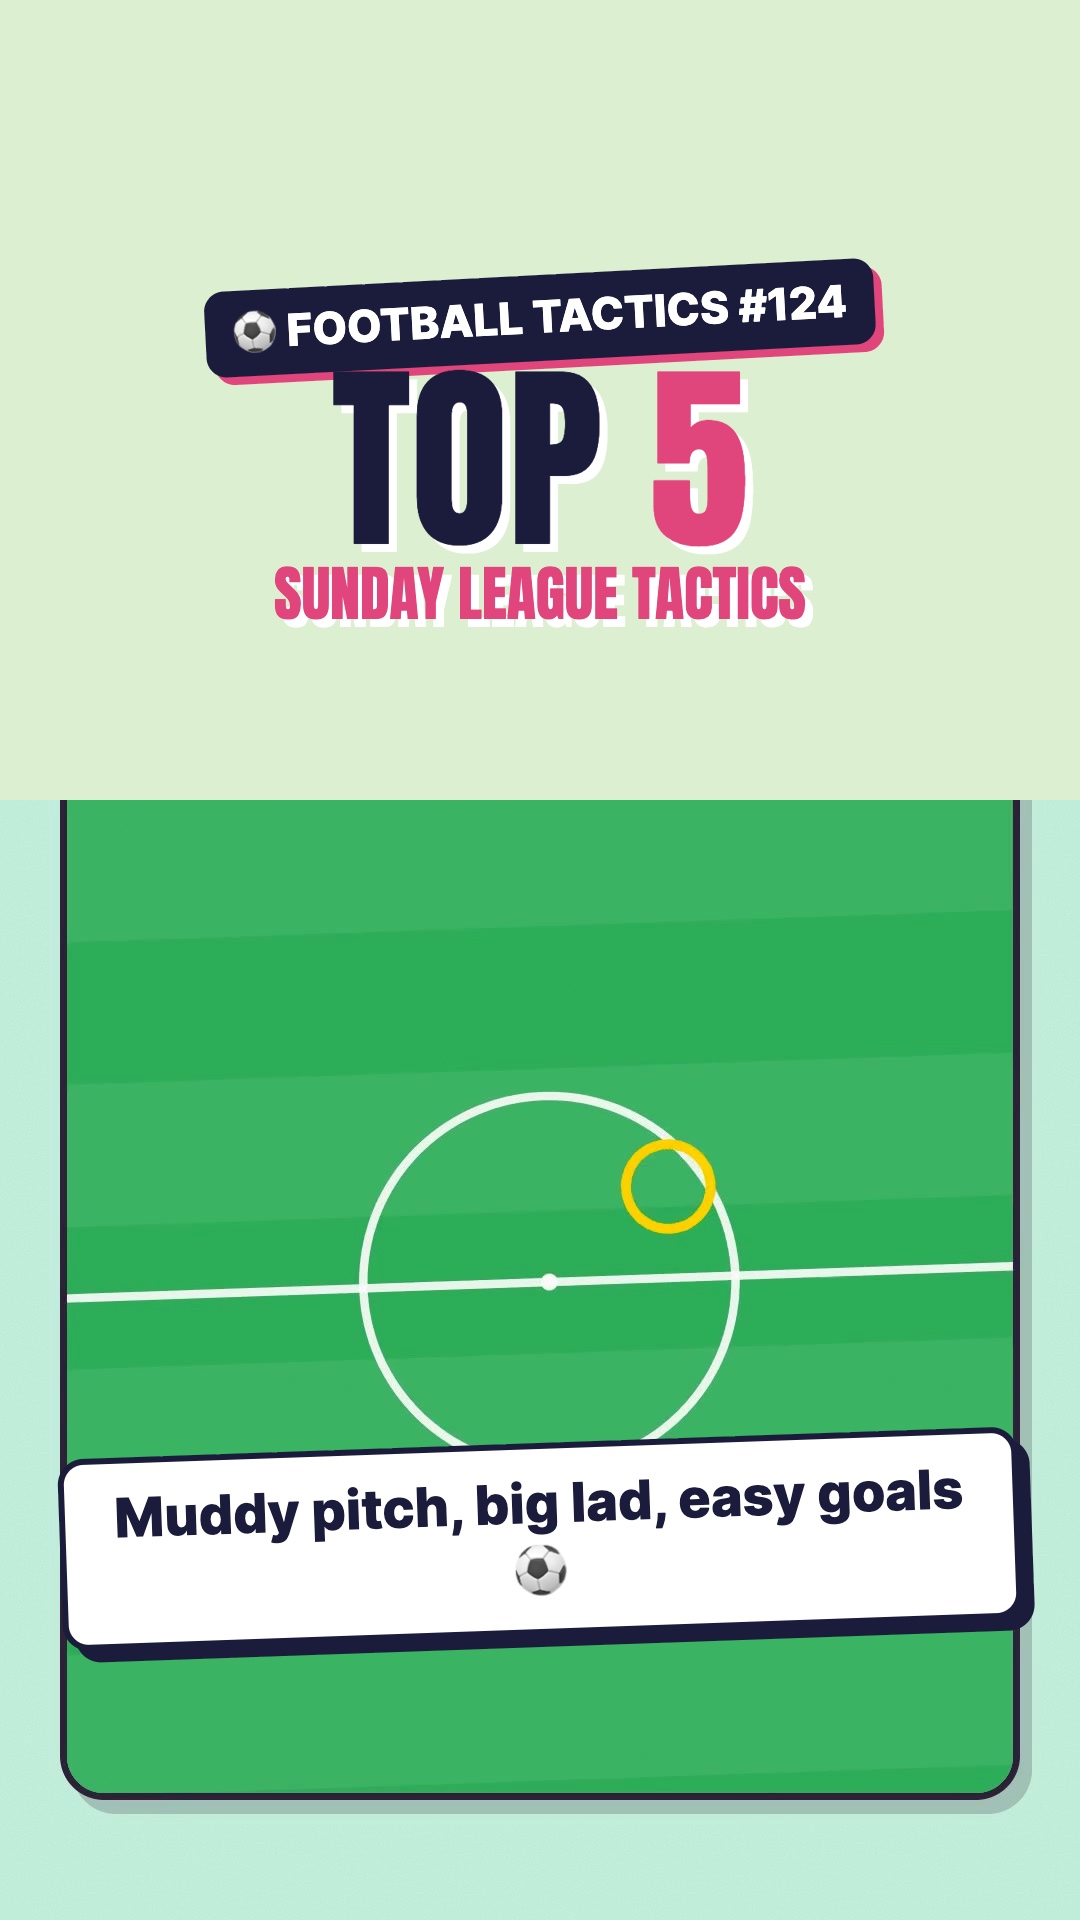 ⚽ FOOTBALL TACTICS #124
TOP 5
SUNDAY LEAGUE TACTICS
Muddy pitch, big lad, easy goals
⚽